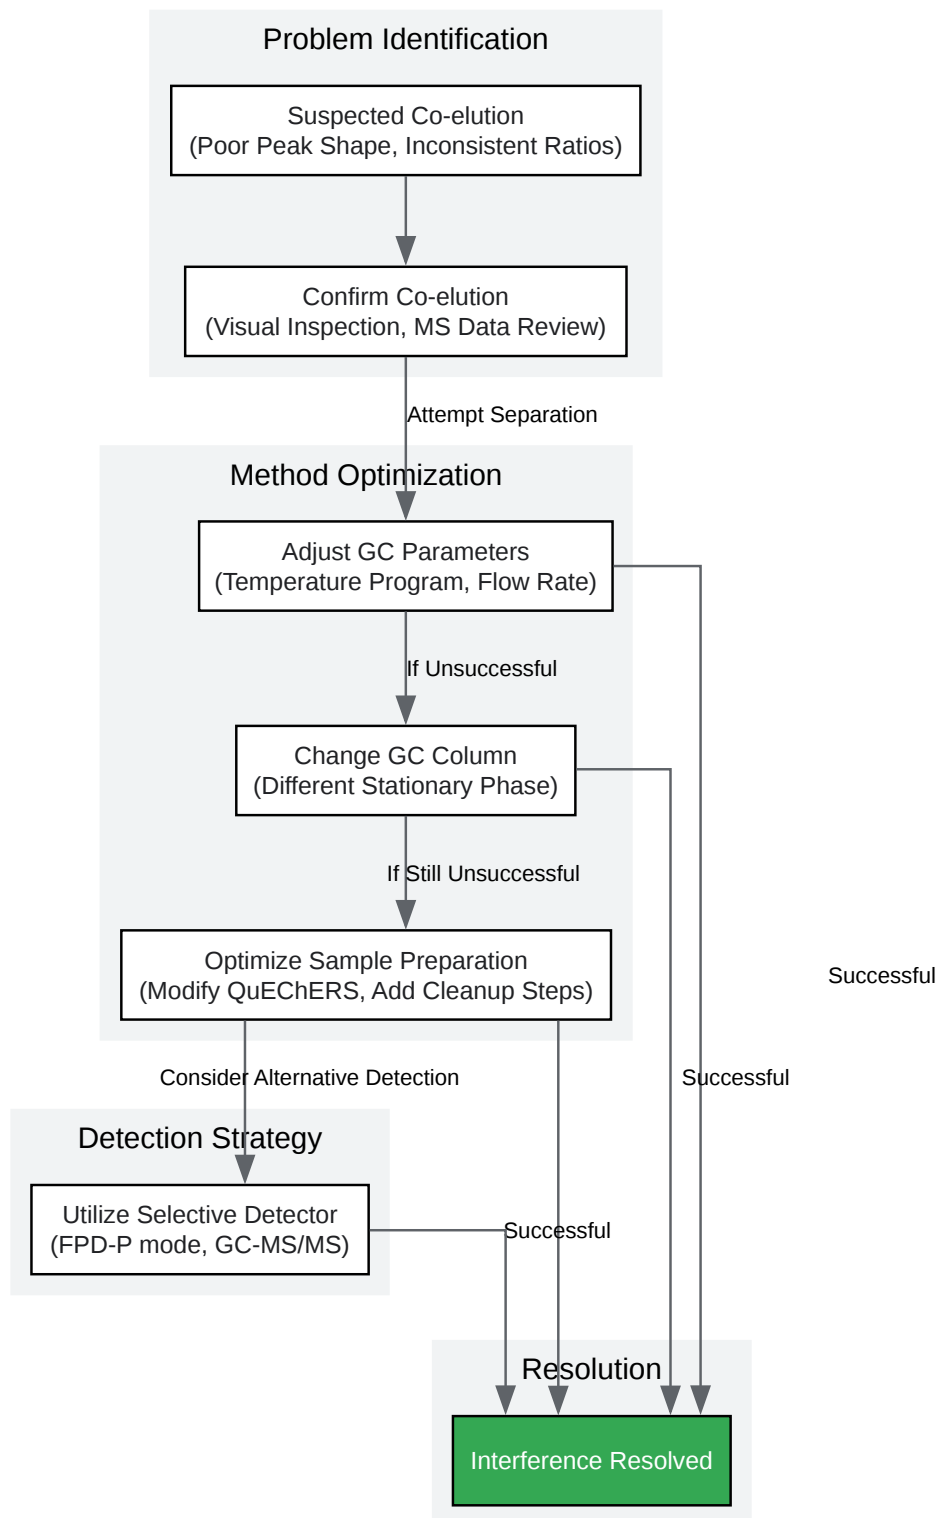 Problem Identification
Suspected Co-elution
(Poor Peak Shape, Inconsistent Ratios)
Confirm Co-elution
(Visual Inspection, MS Data Review)
Attempt Separation
Method Optimization
Adjust GC Parameters
(Temperature Program, Flow Rate)
If Unsuccessful
Change GC Column
(Different Stationary Phase)
If Still Unsuccessful
Optimize Sample Preparation
(Modify QuEChERS, Add Cleanup Steps)
Successful
Consider Alternative Detection
Successful
Detection Strategy
Utilize Selective Detector
(FPD-P mode, GC-MS/MS)
Successful
Resolution
Interference Resolved